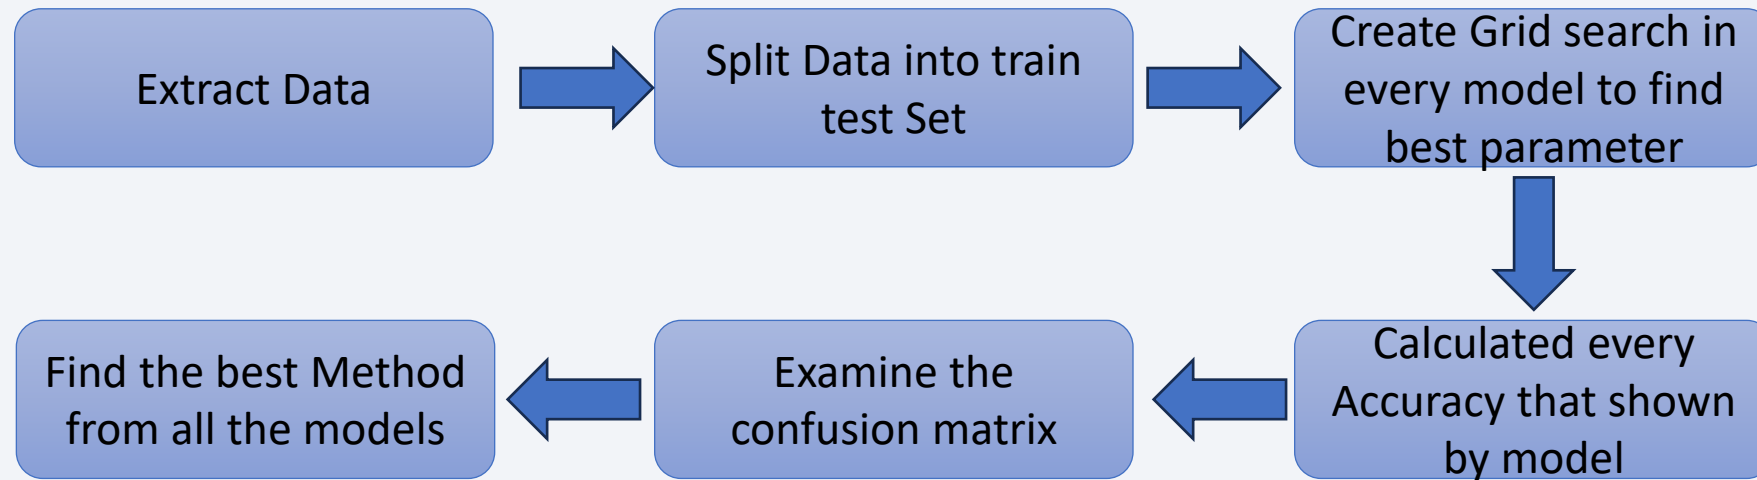 Extract Data
Split Data into train
test Set
Create Grid search in
every model to find
best parameter
Calculated every
Accuracy that shown
by model
Examine the
confusion matrix
Find the best Method
from all the models